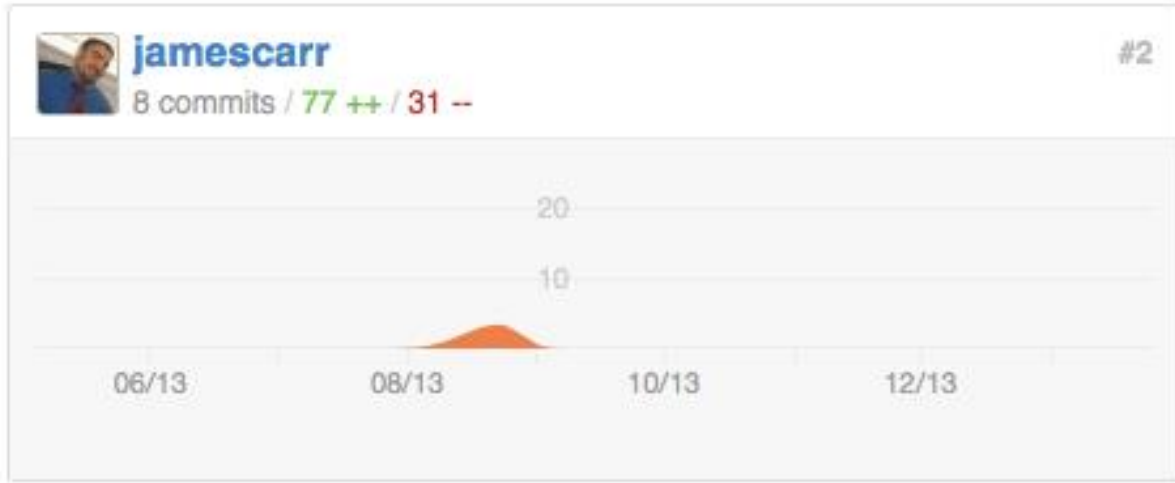 jamescarr #2
8 commits / 77 ++ / 31 --
20
10
06/13 08/13 10/13 12/13